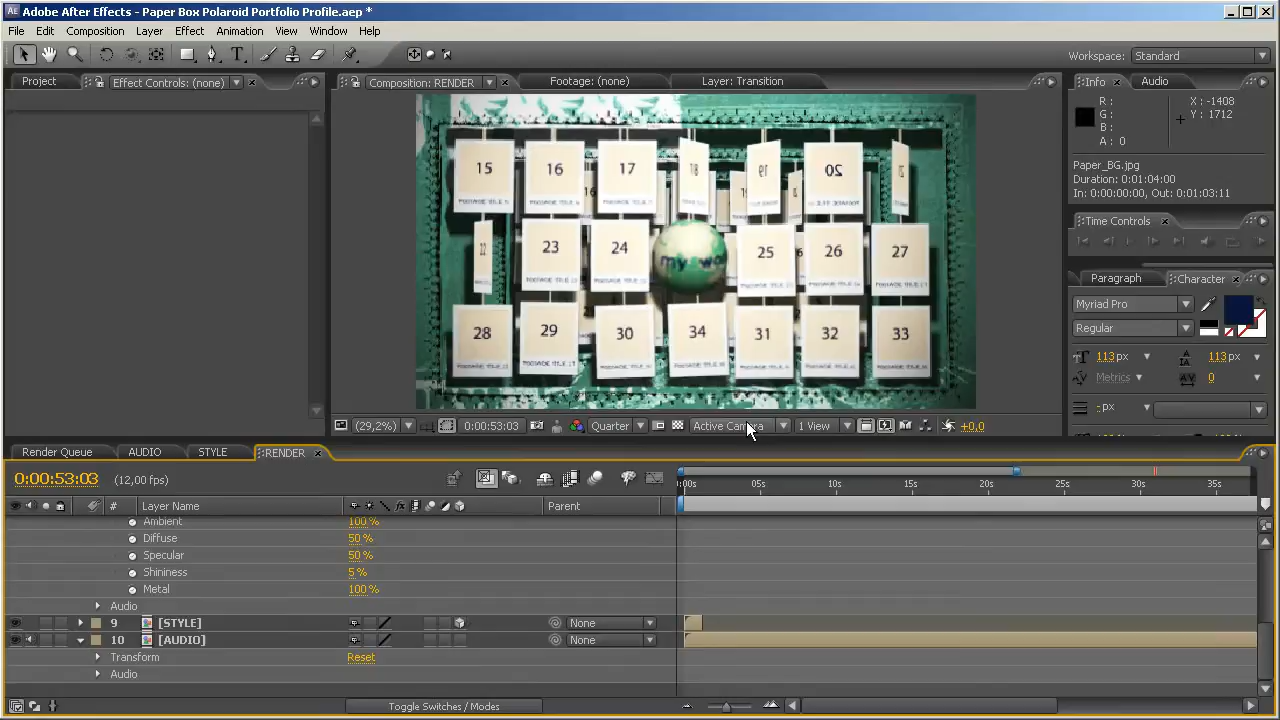 Adobe After Effects - Paper Box Polaroid Portfolio Profile.aep *
File Edit Composition Layer Effect Animation View Window Help
Workspace: Standard
Project Effect Controls: (none) Composition: RENDER Footage: (none) Layer: Transition Info Audio
R : X : -1408
G : Y : 1712
B :
A : 0
Paper_BG.jpg
Duration: 0:01:04:00
In: 0:00:00:00, Out: 0:01:03:11
Time Controls
Paragraph Character
Myriad Pro
Regular
113 px 113 px
Metrics 0
- px
15 16 17 18 19 20
22 23 24 25 26 27
28 29 30 34 31 32 33
(29,2%) 0:00:53:03 Quarter Active Camera 1 View +0,0
Render Queue AUDIO STYLE RENDER
0:00:53:03 (12,00 fps)
:00s 05s 10s 15s 20s 25s 30s 35s
# Layer Name Parent
Ambient 100 %
Diffuse 50 %
Specular 50 %
Shininess 5 %
Metal 100 %
Audio
9 [STYLE] None
10 [AUDIO] None
Transform Reset
Audio
Toggle Switches / Modes